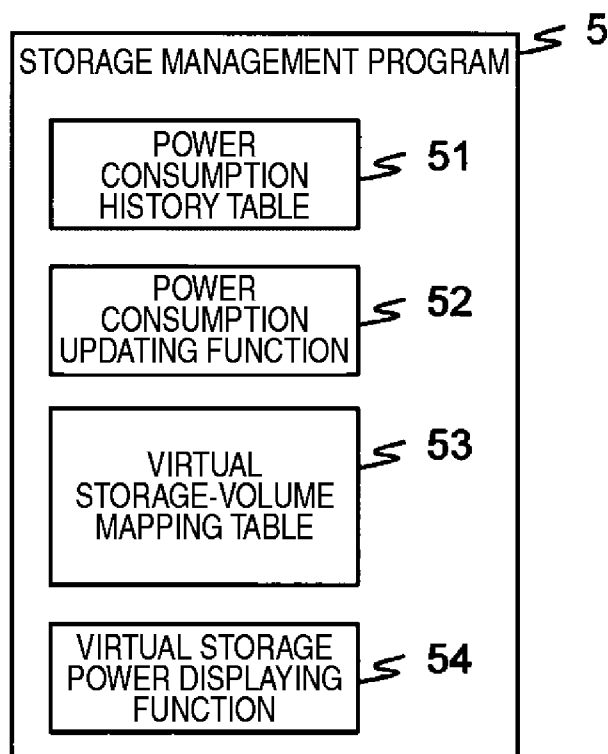 5
STORAGE MANAGEMENT PROGRAM
POWER
CONSUMPTION
HISTORY TABLE
51
POWER
CONSUMPTION
UPDATING FUNCTION
52
VIRTUAL
STORAGE-VOLUME
MAPPING TABLE
53
VIRTUAL STORAGE
POWER DISPLAYING
FUNCTION
54